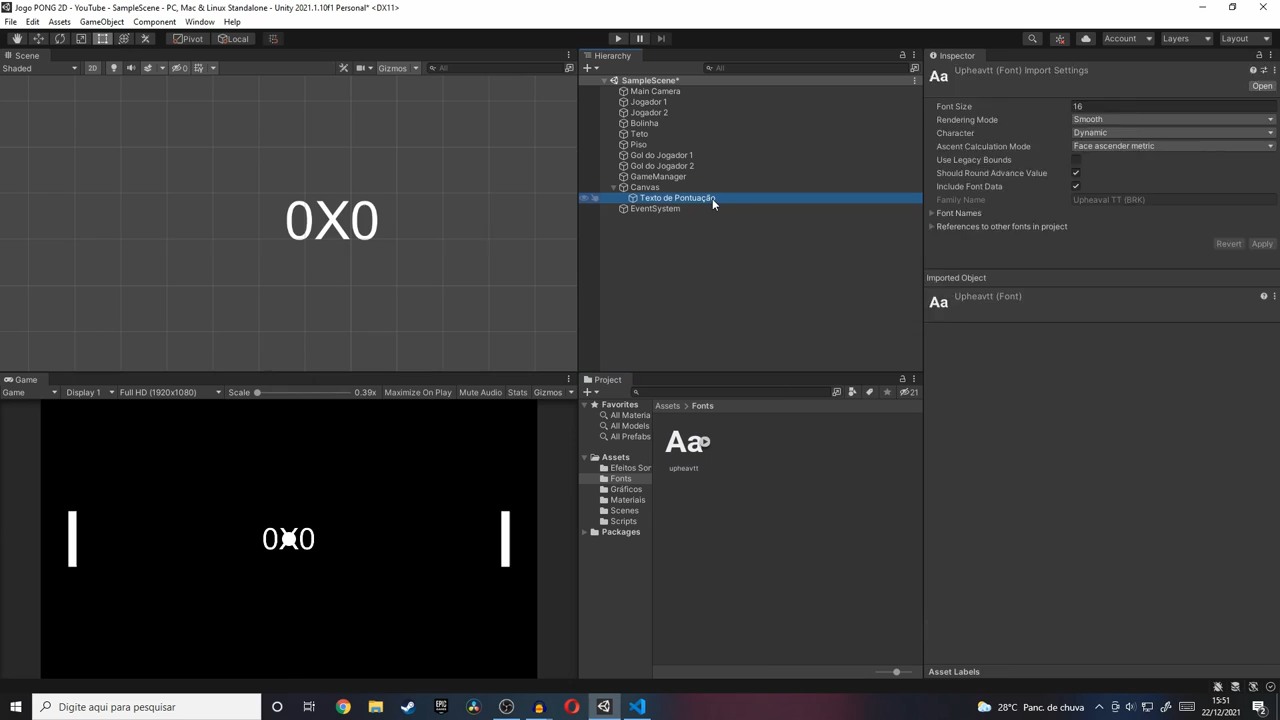 Jogo PONG 2D - YouTube - SampleScene - PC, Mac & Linux Standalone - Unity 2021.1.10f1 Personal* <DX11>
File Edit Assets GameObject Component Window Help
Pivot Local Account Layers Layout
Scene
Shaded 2D 0 Gizmos All
0X0
Game
Game Display 1 Full HD (1920x1080) Scale 0.39x Maximize On Play Mute Audio Stats Gizmos
0X0
Hierarchy
All
SampleScene*
Main Camera
Jogador 1
Jogador 2
Bolinha
Teto
Piso
Gol do Jogador 1
Gol do Jogador 2
GameManager
Canvas
Texto de Pontuação
EventSystem
Project
21
Favorites
All Materia
All Models
All Prefabs
Assets
Efeitos Sor
Fonts
Gráficos
Materiais
Scenes
Scripts
Packages
Assets > Fonts
Aa
upheavtt
Inspector
Aa Upheavtt (Font) Import Settings
Open
Font Size 16
Rendering Mode Smooth
Character Dynamic
Ascent Calculation Mode Face ascender metric
Use Legacy Bounds
Should Round Advance Value
Include Font Data
Family Name Upheaval TT (BRK)
Font Names
References to other fonts in project
Revert Apply
Imported Object
Aa Upheavtt (Font)
Asset Labels
Digite aqui para pesquisar
EPIC GAMES
28°C Panc. de chuva
15:51
22/12/2021
2